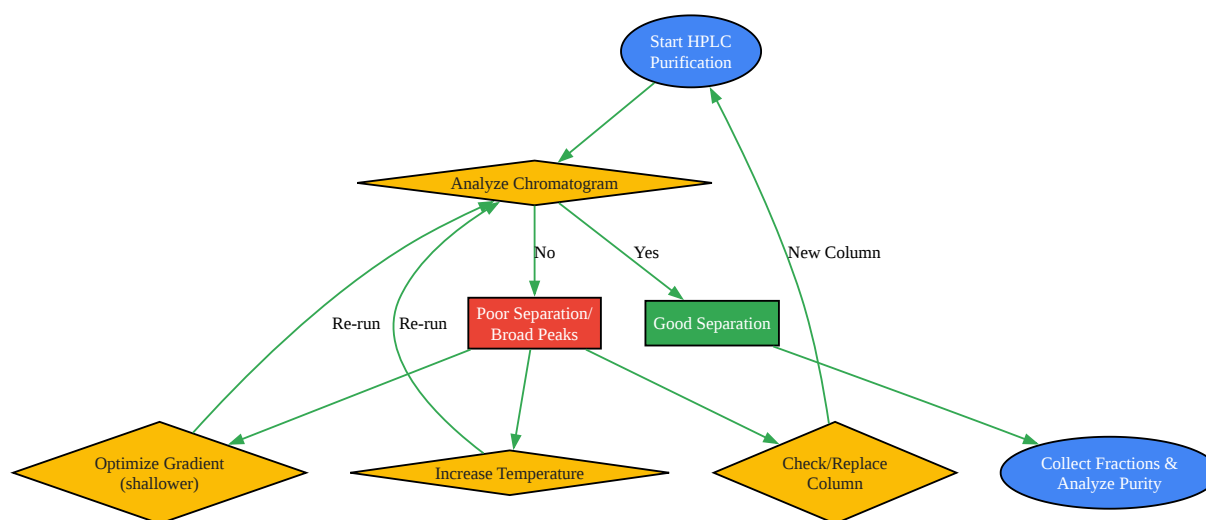 Start HPLC
Purification
Analyze Chromatogram
No
Yes
New Column
Poor Separation/
Broad Peaks
Good Separation
Re-run
Re-run
Optimize Gradient
(shallower)
Increase Temperature
Check/Replace
Column
Collect Fractions &
Analyze Purity